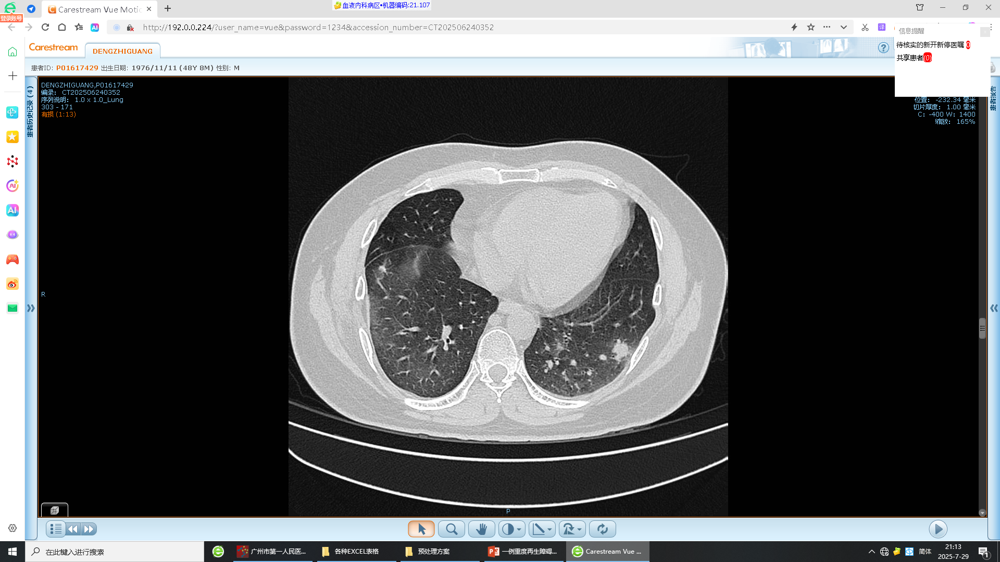 登录账号
Carestream Vue Motic
血液内科病区•机器编码:21.107
http://192.0.0.224/?user_name=vue&password=1234&accession_number=CT202506240352
信息提醒
待核实的新开新停医嘱 0
共享患者(0)
Carestream
DENGZHIGUANG
患者ID: P01617429 出生日期: 1976/11/11 (48Y 8M) 性别: M
患者历史记录 (4)
患者报告
DENGZHIGUANG,P01617429
编录: CT202506240352
序列说明: 1.0 x 1.0_Lung
303 - 171
有损 (1:13)
位置: -232.34 毫米
切片厚度: 1.00 毫米
C: -400 W: 1400
缩放: 165%
R
P
在此键入进行搜索
广州市第一人民医...
各种EXCEL表格
预处理方案
一例重度再生障碍...
Carestream Vue ...
简体
21:13
2025-7-29
1